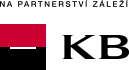 NA PARTNERSTVÍ ZÁLEŽÍ
KB